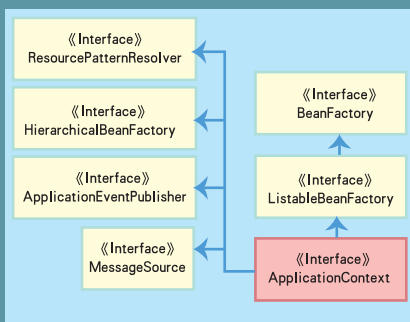 《Interface》
ResourcePatternResolver
《Interface》
HierarchicalBeanFactory
《Interface》
ApplicationEventPublisher
《Interface》
MessageSource
《Interface》
BeanFactory
《Interface》
ListableBeanFactory
《Interface》
ApplicationContext